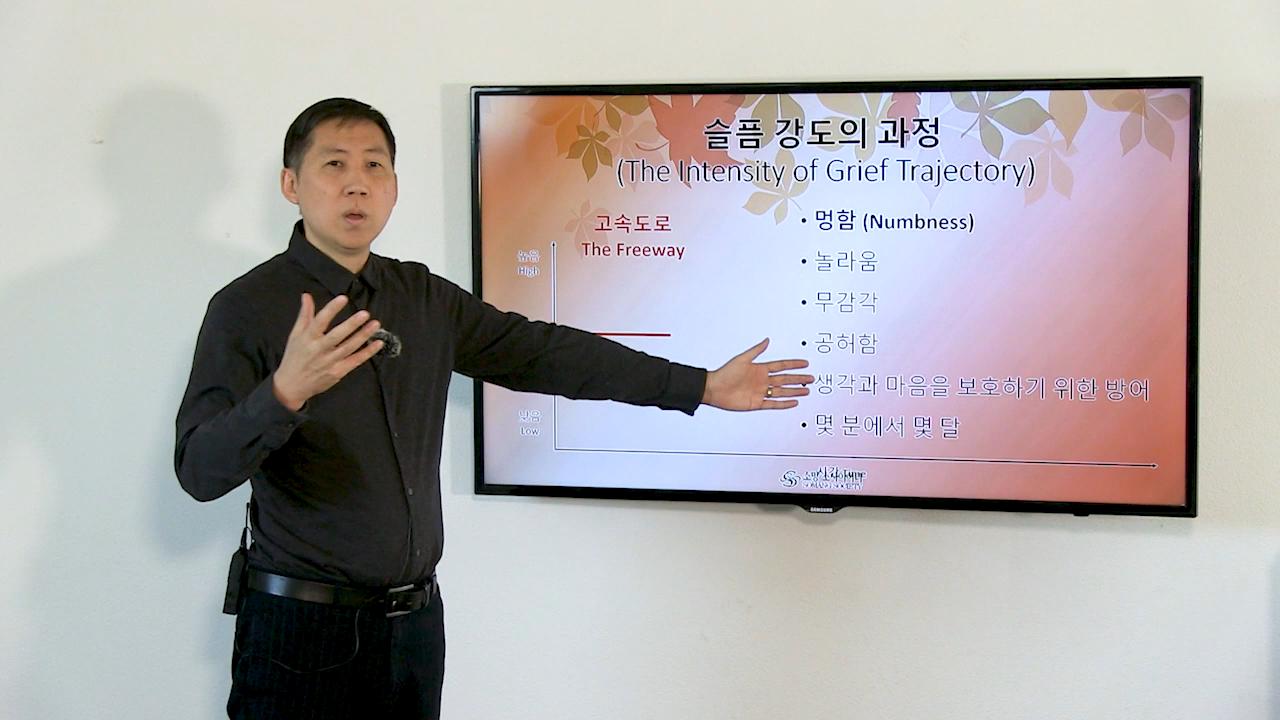 슬픔 강도의 과정
(The Intensity of Grief Trajectory)
고속도로
The Freeway
높음
High
낮음
Low
• 멍함 (Numbness)
• 놀라움
• 무감각
• 공허함
• 생각과 마음을 보호하기 위한 방어
• 몇 분에서 몇 달
시간 Time
SAMSUNG